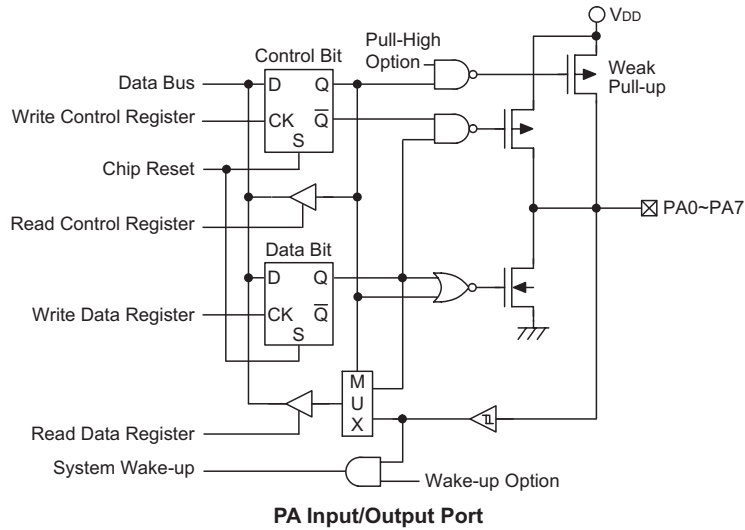 VDD
Pull-High
Option
Control Bit
Weak
Pull-up
Data Bus
D
Q
Write Control Register
CK
Q̅
S
Chip Reset
Read Control Register
PA0~PA7
Data Bit
D
Q
Write Data Register
CK
Q̅
S
M
U
X
Read Data Register
System Wake-up
Wake-up Option
PA Input/Output Port